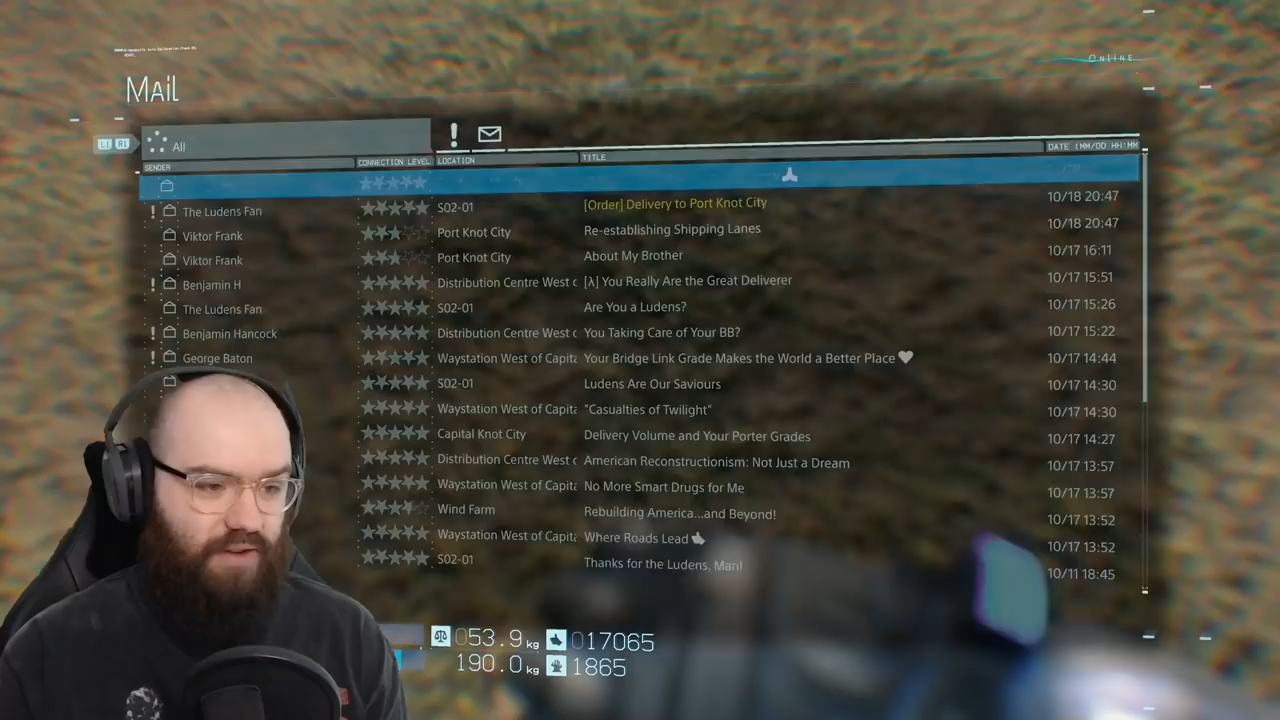 ONLINE
MAIL
L1 R1 All
SENDER CONNECTION LEVEL LOCATION TITLE DATE (MM/DD HH:MM
! The Ludens Fan S02-01 [Order] Delivery to Port Knot City 10/18 20:47
Viktor Frank Port Knot City Re-establishing Shipping Lanes 10/18 20:47
Viktor Frank Port Knot City About My Brother 10/17 16:11
! Benjamin H Distribution Centre West c [λ] You Really Are the Great Deliverer 10/17 15:51
The Ludens Fan S02-01 Are You a Ludens? 10/17 15:26
! Benjamin Hancock Distribution Centre West c You Taking Care of Your BB? 10/17 15:22
! George Baton Waystation West of Capita Your Bridge Link Grade Makes the World a Better Place 10/17 14:44
S02-01 Ludens Are Our Saviours 10/17 14:30
Waystation West of Capita "Casualties of Twilight" 10/17 14:30
Capital Knot City Delivery Volume and Your Porter Grades 10/17 14:27
Distribution Centre West c American Reconstructionism: Not Just a Dream 10/17 13:57
Waystation West of Capita No More Smart Drugs for Me 10/17 13:57
Wind Farm Rebuilding America...and Beyond! 10/17 13:52
Waystation West of Capita Where Roads Lead 10/17 13:52
S02-01 Thanks for the Ludens, Man! 10/11 18:45
053.9 kg 017065
190.0 kg 1865